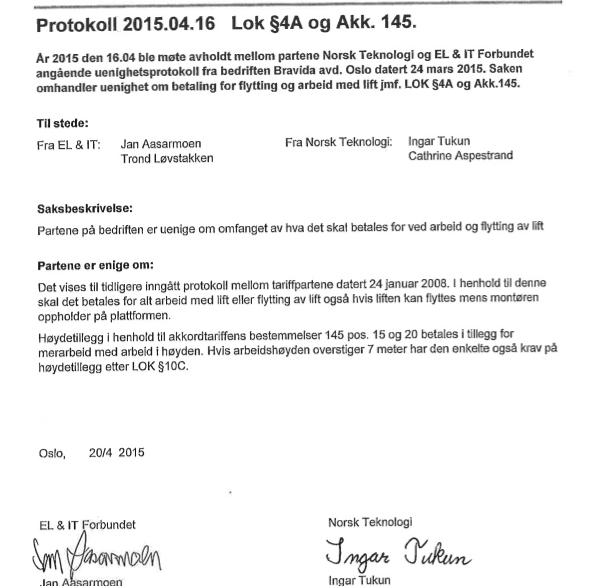 Protokoll 2015.04.16 Lok §4A og Akk. 145.
År 2015 den 16.04 ble møte avholdt mellom partene Norsk Teknologi og EL & IT Forbundet
angående uenighetsprotokoll fra bedriften Bravida avd. Oslo datert 24 mars 2015. Saken
omhandler uenighet om betaling for flytting og arbeid med lift jmf. LOK §4A og Akk.145.
Til stede:
Fra EL & IT: Jan Aasarmoen Fra Norsk Teknologi: Ingar Tukun
Trond Løvstakken Cathrine Aspestrand
Saksbeskrivelse:
Partene på bedriften er uenige om omfanget av hva det skal betales for ved arbeid og flytting av lift
Partene er enige om:
Det vises til tidligere inngått protokoll mellom tariffpartene datert 24 januar 2008. I henhold til denne
skal det betales for alt arbeid med lift eller flytting av lift også hvis liften kan flyttes mens montøren
oppholder på plattformen.
Høydetillegg i henhold til akkordtariffens bestemmelser 145 pos. 15 og 20 betales i tillegg for
merarbeid med arbeid i høyden. Hvis arbeidshøyden overstiger 7 meter har den enkelte også krav på
høydetillegg etter LOK §10C.
Oslo, 20/4 2015
EL & IT Forbundet Norsk Teknologi
Jan Aasarmoen Ingar Tukun
Jan Aasarmoen Ingar Tukun